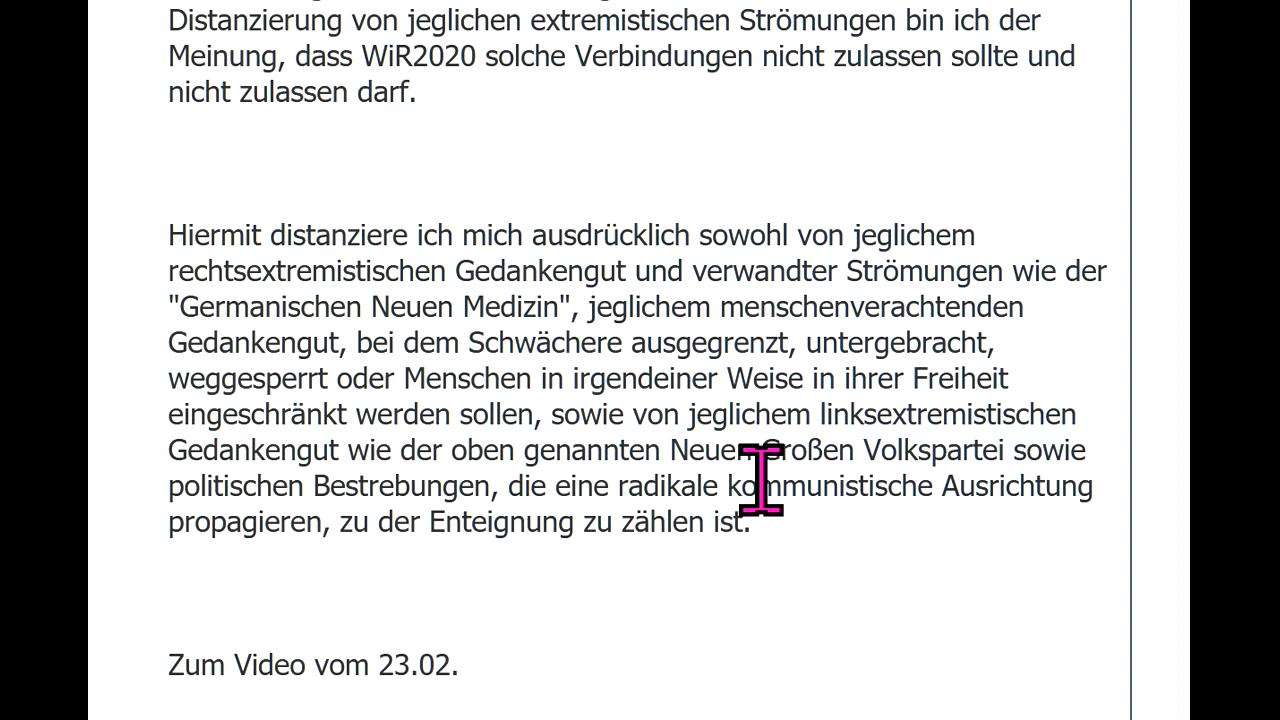 Distanzierung von jeglichen extremistischen Strömungen bin ich der
Meinung, dass WiR2020 solche Verbindungen nicht zulassen sollte und
nicht zulassen darf.
Hiermit distanziere ich mich ausdrücklich sowohl von jeglichem
rechtsextremistischen Gedankengut und verwandter Strömungen wie der
"Germanischen Neuen Medizin", jeglichem menschenverachtenden
Gedankengut, bei dem Schwächere ausgegrenzt, untergebracht,
weggesperrt oder Menschen in irgendeiner Weise in ihrer Freiheit
eingeschränkt werden sollen, sowie von jeglichem linksextremistischen
Gedankengut wie der oben genannten Neuen Großen Volkspartei sowie
politischen Bestrebungen, die eine radikale kommunistische Ausrichtung
propagieren, zu der Enteignung zu zählen ist.
Zum Video vom 23.02.